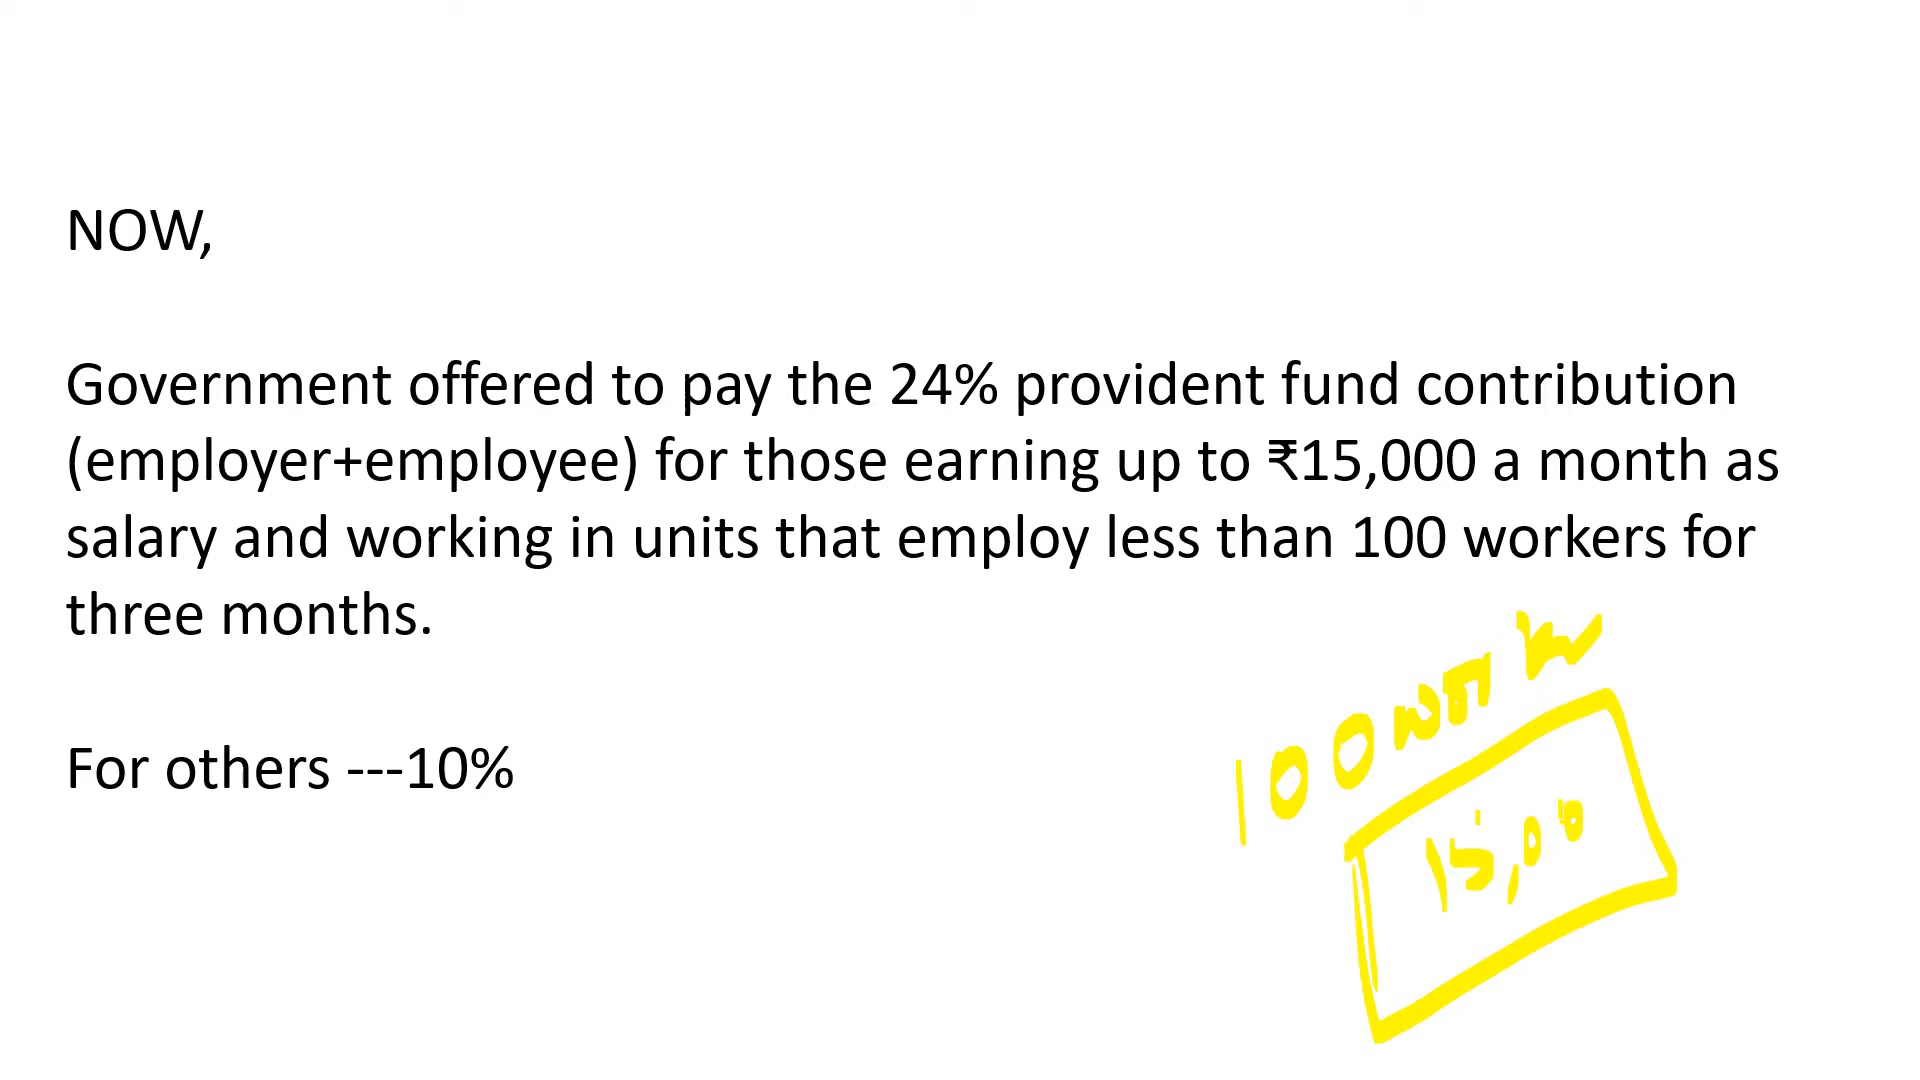 NOW,
Government offered to pay the 24% provident fund contribution
(employer+employee) for those earning up to ₹15,000 a month as
salary and working in units that employ less than 100 workers for
three months.
For others ---10%
100
15,00